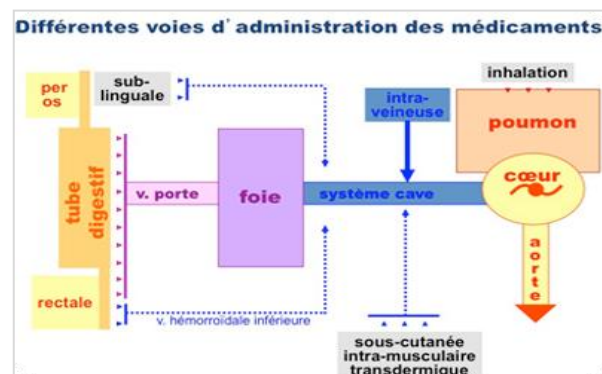 Différentes voies d'administration des médicaments
per
os
sub-
linguale
intra-
veineuse
inhalation
poumon
tube
digestif
v. porte
foie
système cave
cœur
aorte
rectale
v. hémorroïdale inférieure
sous-cutanée
intra-musculaire
transdermique